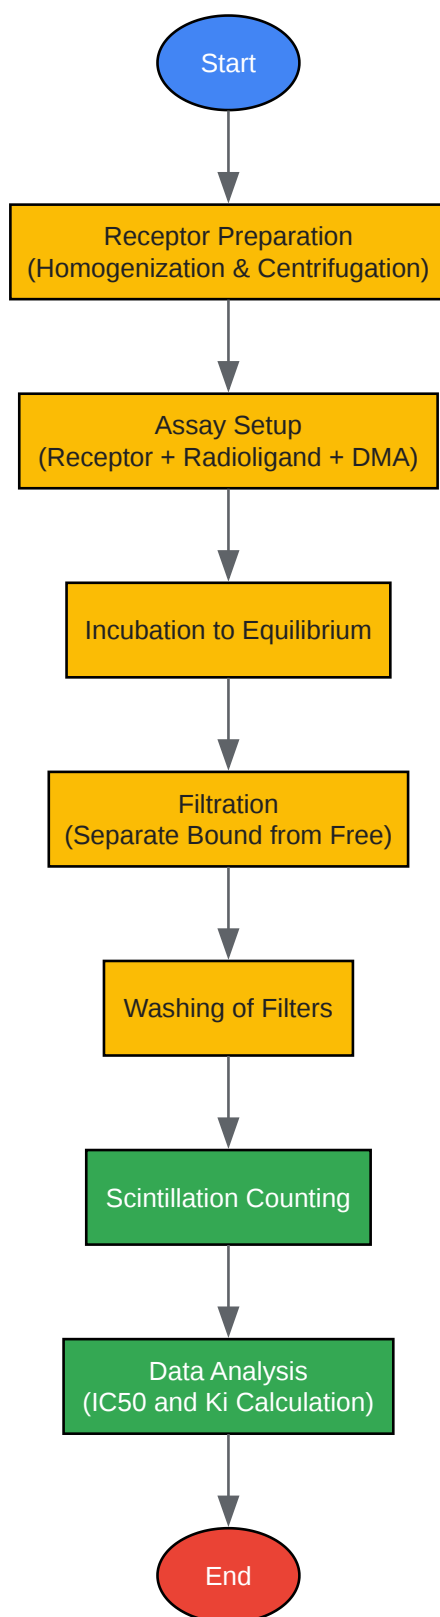 Start
Receptor Preparation
(Homogenization & Centrifugation)
Assay Setup
(Receptor + Radioligand + DMA)
Incubation to Equilibrium
Filtration
(Separate Bound from Free)
Washing of Filters
Scintillation Counting
Data Analysis
(IC50 and Ki Calculation)
End